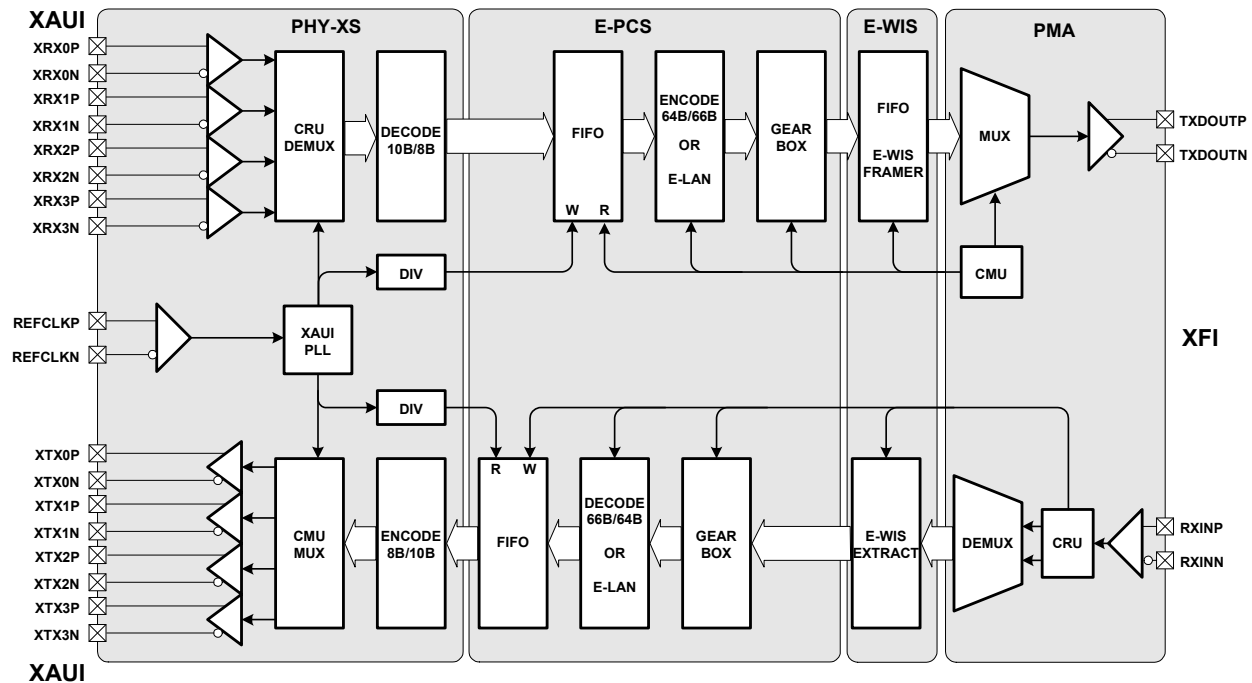 XAUI
PHY-XS
E-PCS
E-WIS
PMA
XRX0P
XRX0N
XRX1P
XRX1N
XRX2P
XRX2N
XRX3P
XRX3N
CRU
DEMUX
DECODE
10B/8B
FIFO
W R
ENCODE
64B/66B
OR
E-LAN
GEAR
BOX
FIFO
E-WIS
FRAMER
MUX
TXDOUTP
TXDOUTN
DIV
CMU
REFCLKP
REFCLKN
XAUI
PLL
XFI
DIV
XTX0P
XTX0N
XTX1P
XTX1N
XTX2P
XTX2N
XTX3P
XTX3N
CMU
MUX
ENCODE
8B/10B
R W
FIFO
DECODE
66B/64B
OR
E-LAN
GEAR
BOX
E-WIS
EXTRACT
DEMUX
CRU
RXINP
RXINN
XAUI